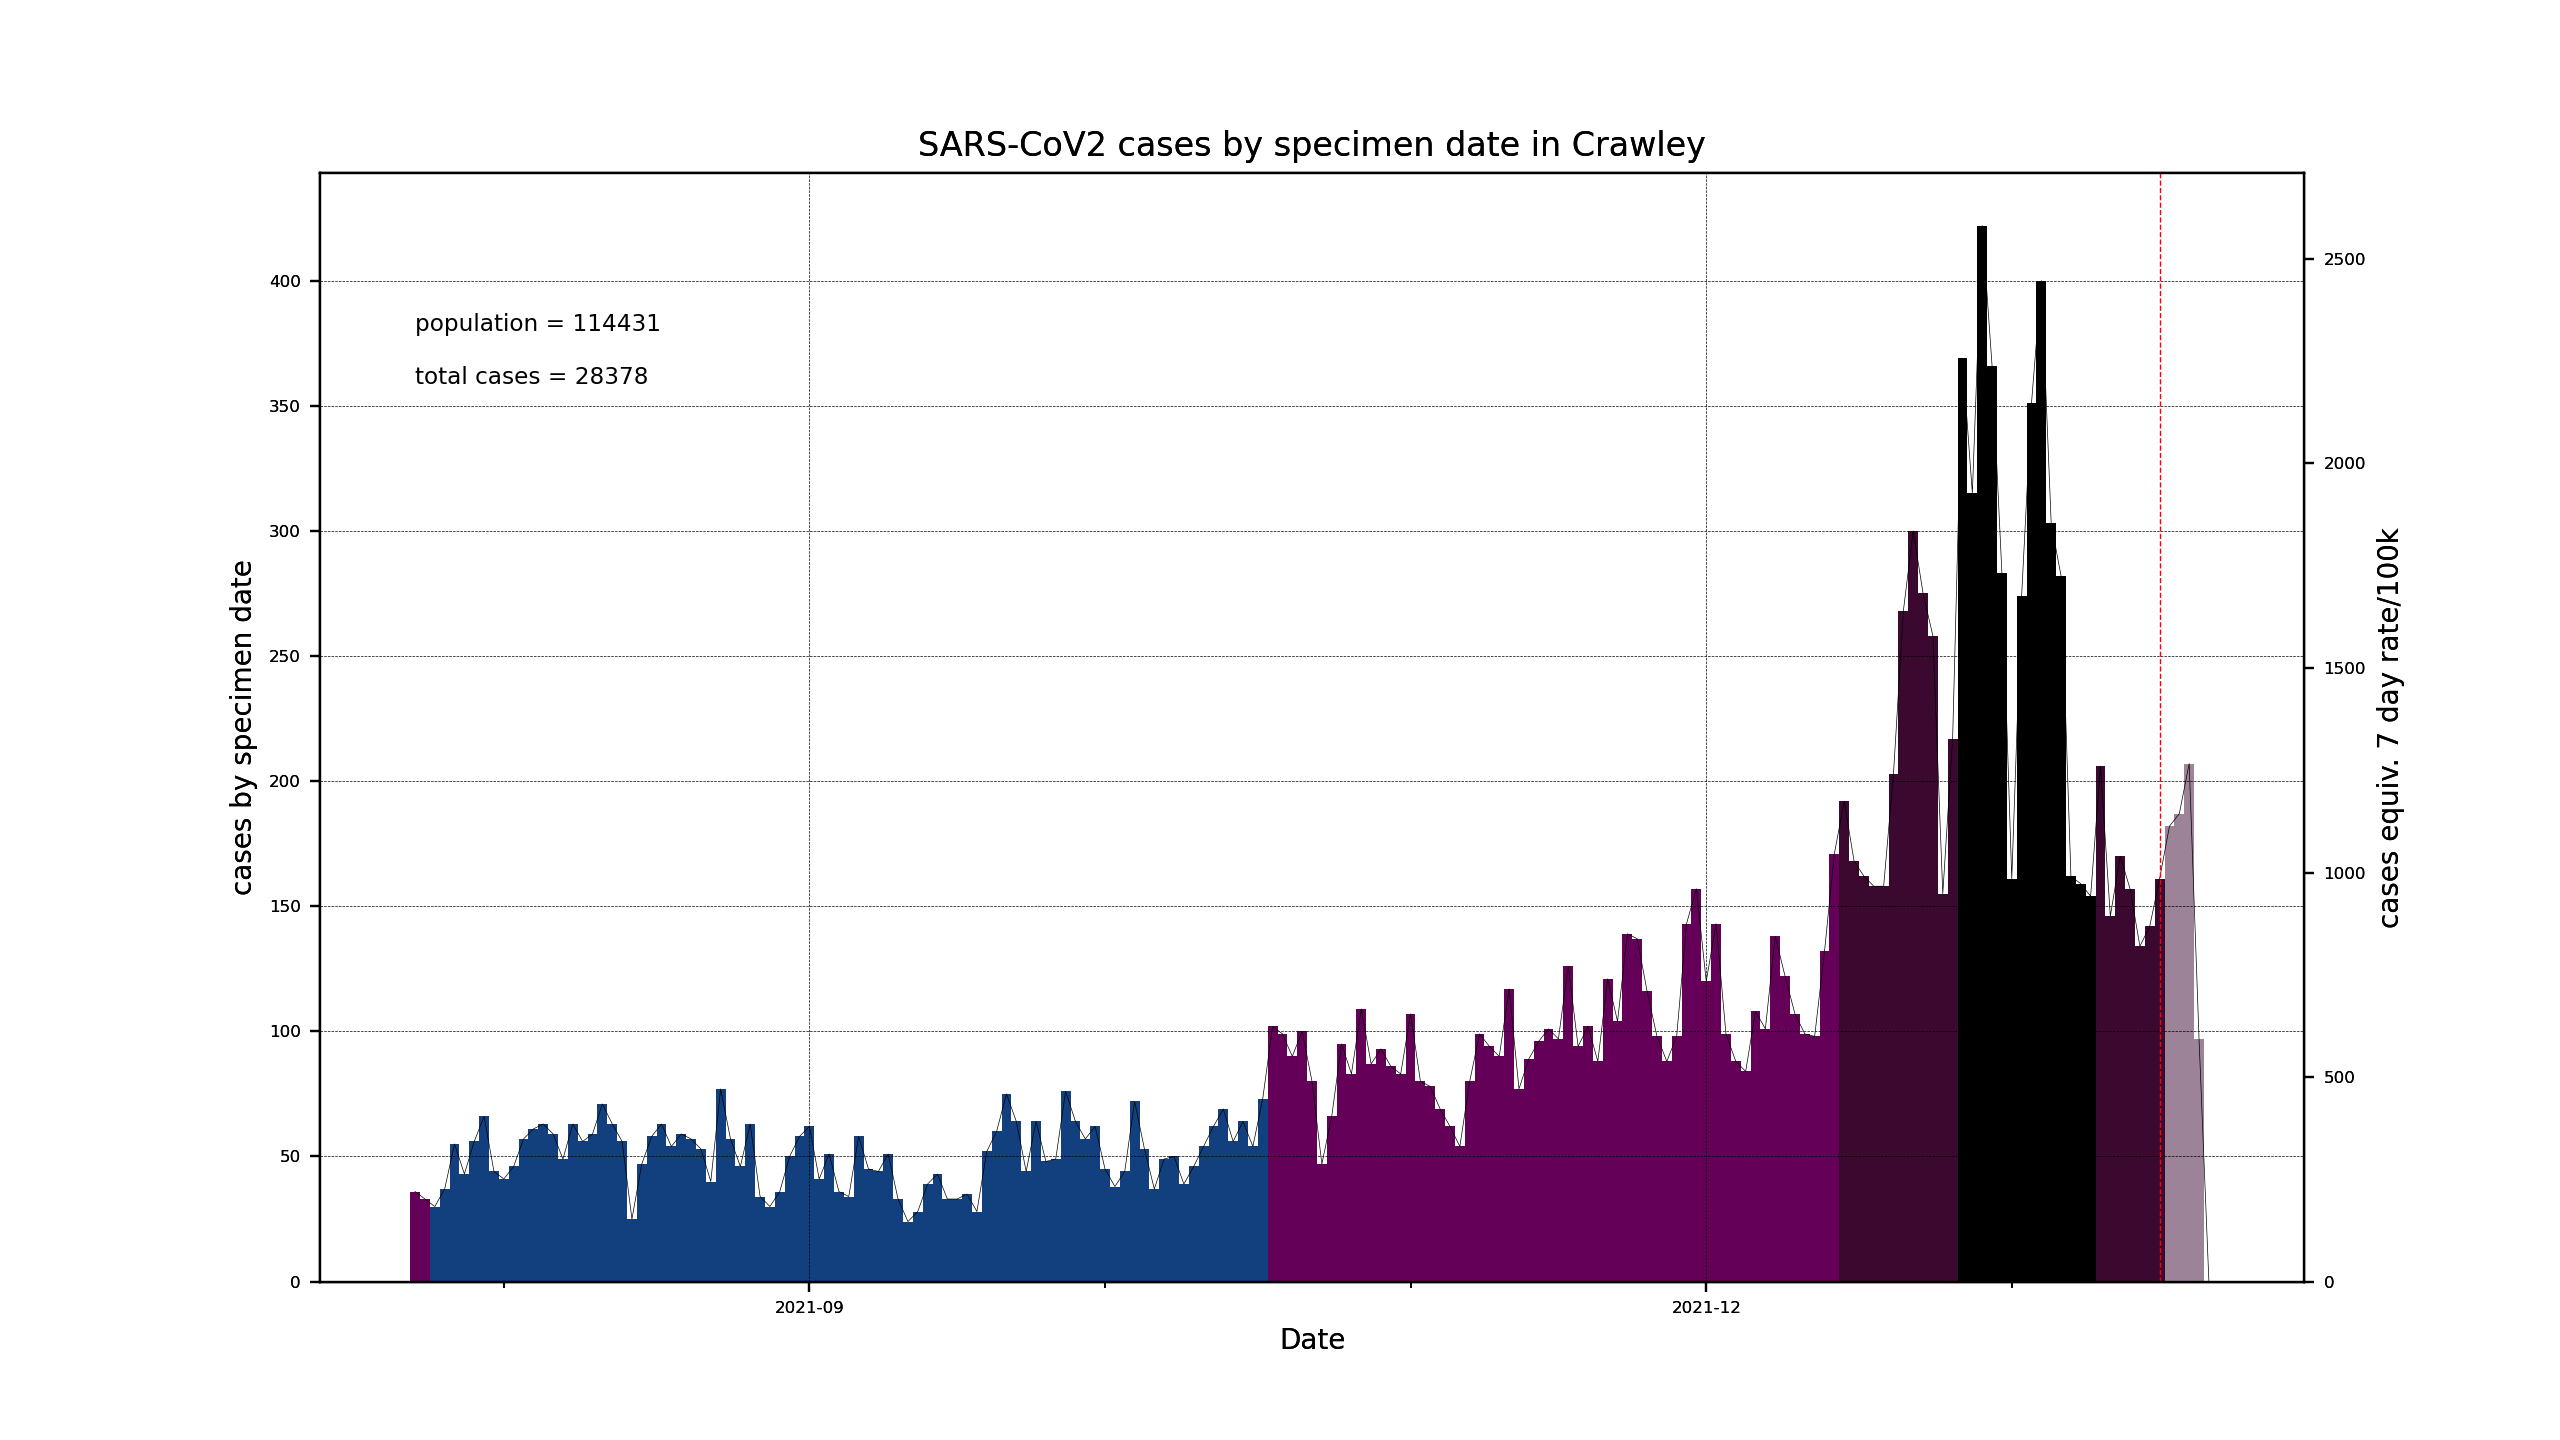 SARS-CoV2 cases by specimen date in Crawley
population = 114431
total cases = 28378
cases by specimen date
400
350
300
250
200
150
100
50
0
2500
2000
1500
1000
500
0
cases equiv. 7 day rate/100k
2021-09
2021-12
Date